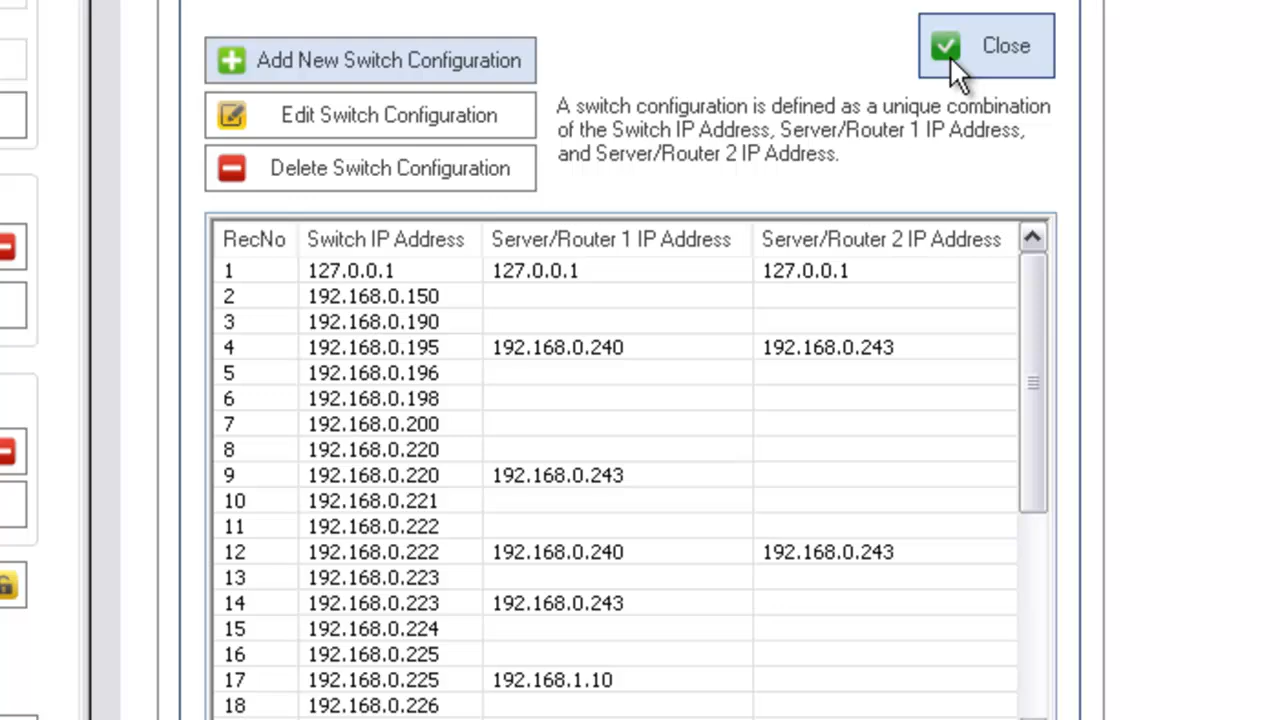 Close
Add New Switch Configuration
Edit Switch Configuration
Delete Switch Configuration
A switch configuration is defined as a unique combination
of the Switch IP Address, Server/Router 1 IP Address,
and Server/Router 2 IP Address.
RecNo Switch IP Address Server/Router 1 IP Address Server/Router 2 IP Address
1 127.0.0.1 127.0.0.1 127.0.0.1
2 192.168.0.150
3 192.168.0.190
4 192.168.0.195 192.168.0.240 192.168.0.243
5 192.168.0.196
6 192.168.0.198
7 192.168.0.200
8 192.168.0.220
9 192.168.0.220 192.168.0.243
10 192.168.0.221
11 192.168.0.222
12 192.168.0.222 192.168.0.240 192.168.0.243
13 192.168.0.223
14 192.168.0.223 192.168.0.243
15 192.168.0.224
16 192.168.0.225
17 192.168.0.225 192.168.1.10
18 192.168.0.226